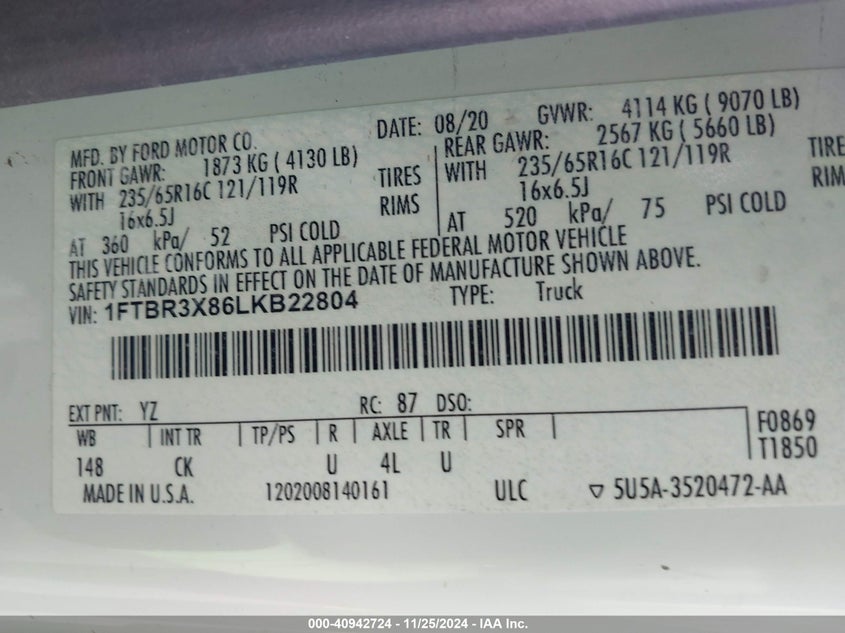 MFD. BY FORD MOTOR CO. DATE: 08/20 GVWR: 4114 KG ( 9070 LB)
FRONT GAWR: 1873 KG ( 4130 LB) REAR GAWR: 2567 KG ( 5660 LB)
WITH 235/65R16C 121/119R TIRES WITH 235/65R16C 121/119R TIRE
16x6.5J RIMS 16x6.5J RIM
AT 360 kPa/ 52 PSI COLD AT 520 kPa/ 75 PSI COLD
THIS VEHICLE CONFORMS TO ALL APPLICABLE FEDERAL MOTOR VEHICLE
SAFETY STANDARDS IN EFFECT ON THE DATE OF MANUFACTURE SHOWN ABOVE.
VIN: 1FTBR3X86LKB22804 TYPE: Truck
EXT PNT: YZ RC: 87 DSO:
WB INT TR TP/PS R AXLE TR SPR F0869
T1850
148 CK U 4L U
MADE IN U.S.A. 1202008140161 ULC ▽ 5U5A-3520472-AA
000-40942724 - 11/25/2024 - IAA Inc.